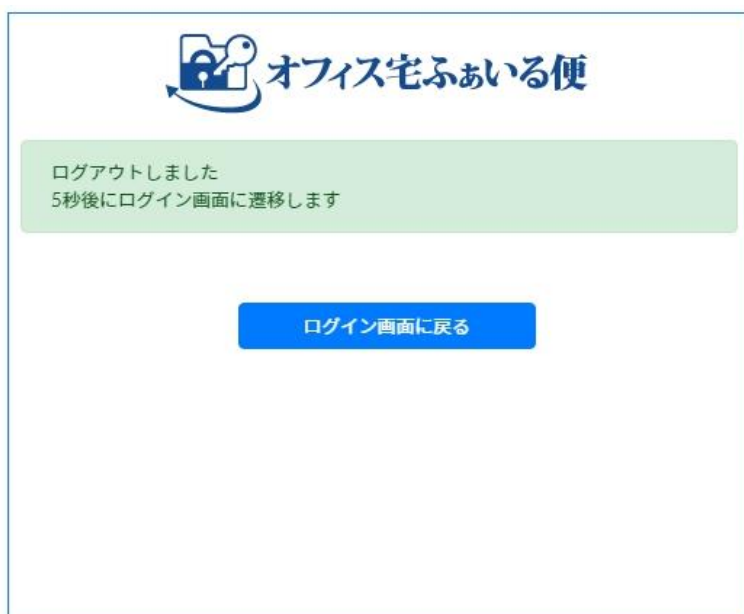 オフィス宅ふぁいる便
ログアウトしました
5秒後にログイン画面に遷移します
ログイン画面に戻る